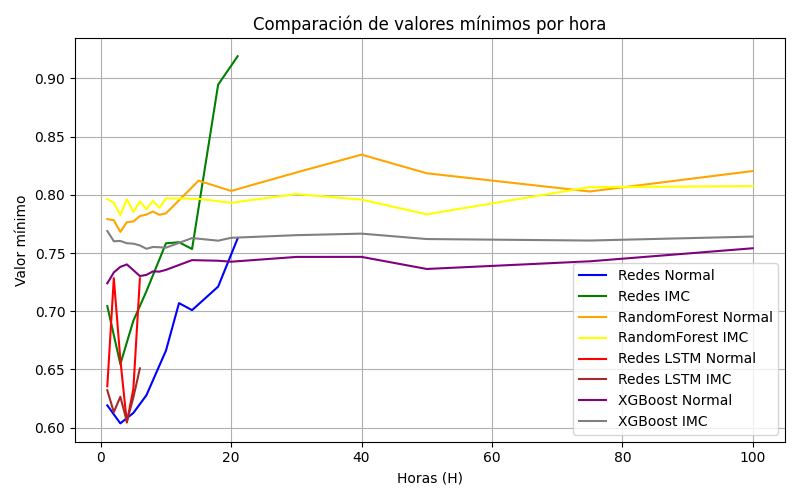 Comparación de valores mínimos por hora
Valor mínimo
0.90
0.85
0.80
0.75
0.70
0.65
0.60
0
20
40
60
80
100
Horas (H)
Redes Normal
Redes IMC
RandomForest Normal
RandomForest IMC
Redes LSTM Normal
Redes LSTM IMC
XGBoost Normal
XGBoost IMC